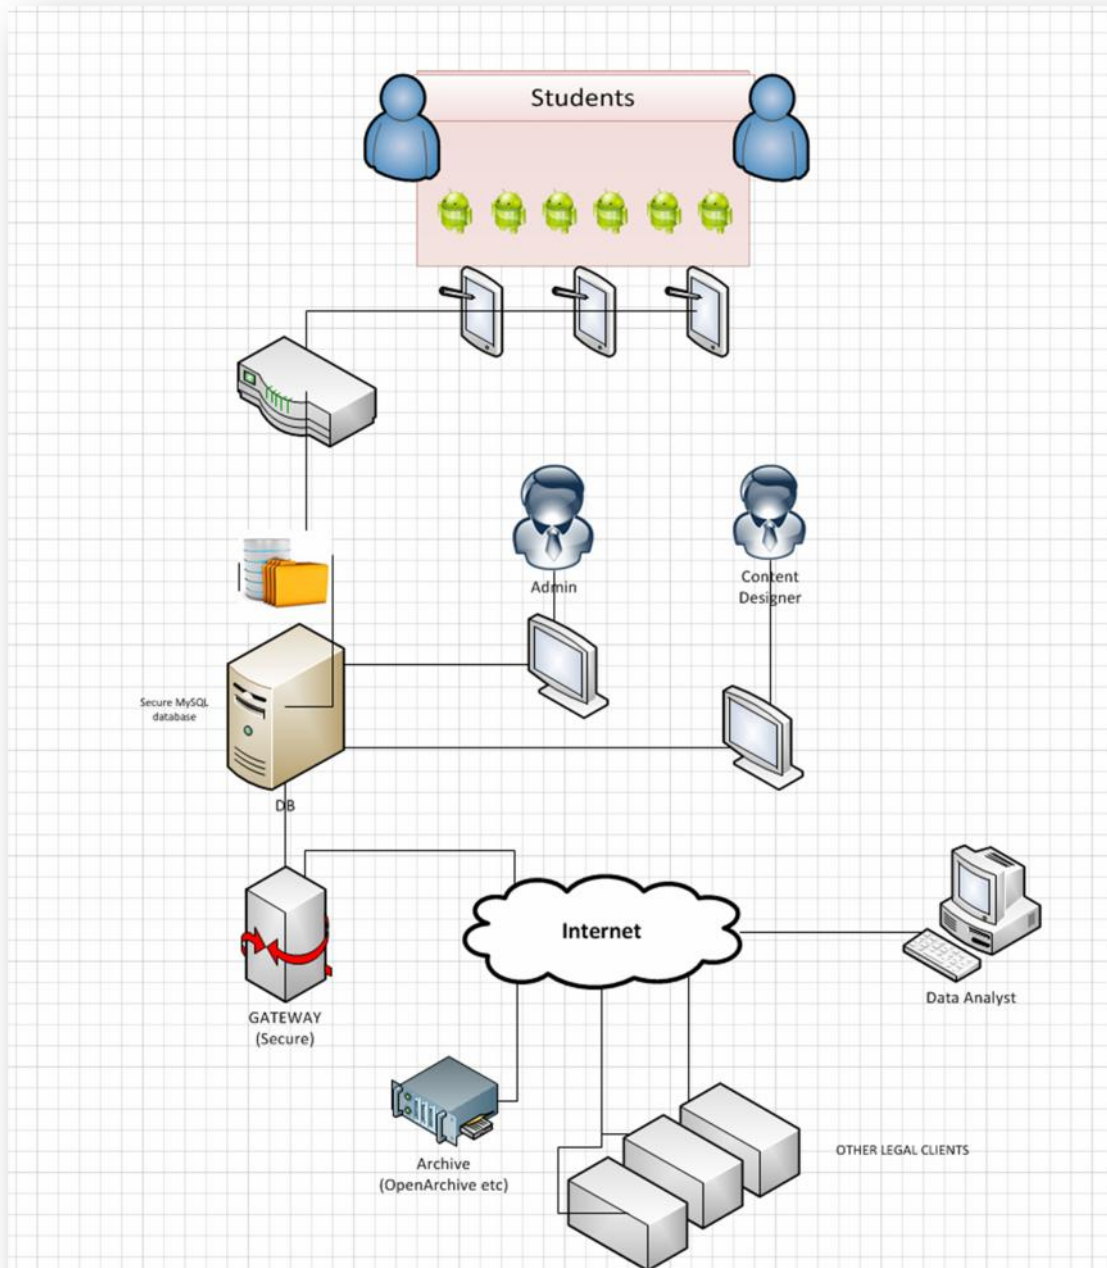 Students
Admin
Content
Designer
Secure MySQL
database
DB
Internet
GATEWAY
(Secure)
Data Analyst
Archive
(OpenArchive etc)
OTHER LEGAL CLIENTS